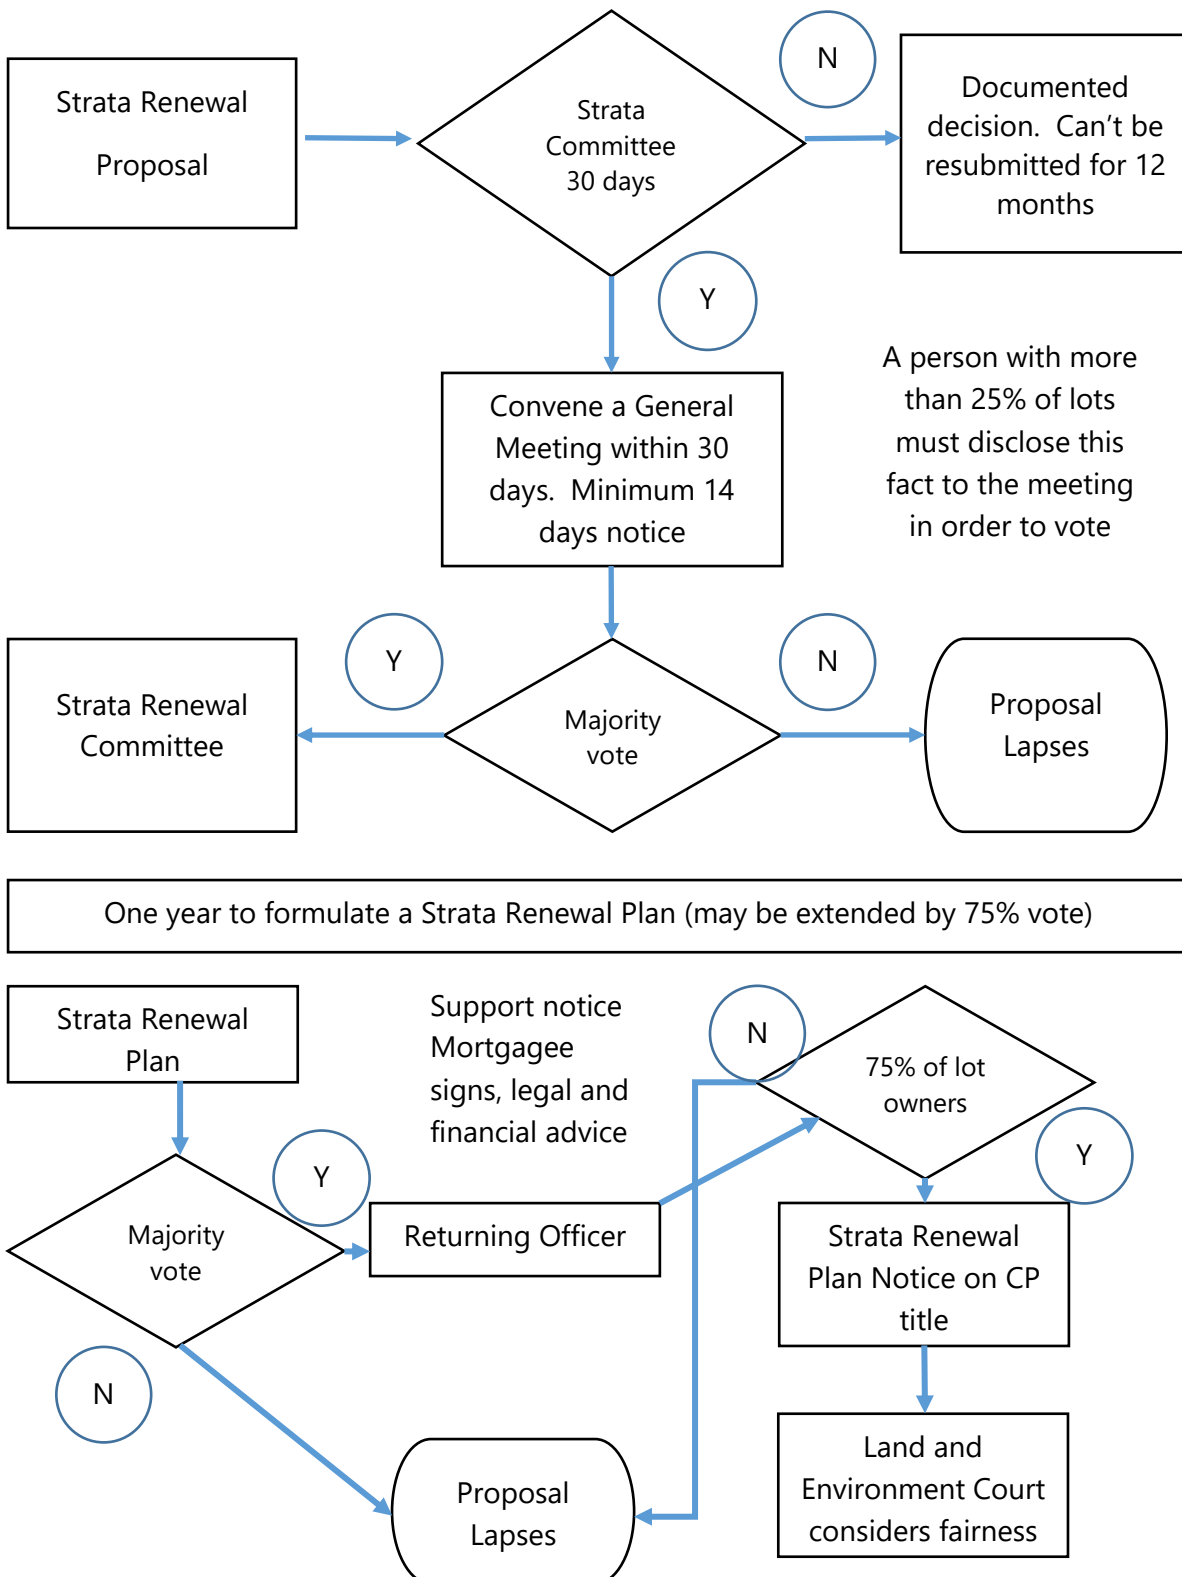 Strata Renewal
Proposal
Strata
Committee
30 days
N
Documented
decision.  Can’t be
resubmitted for 12
months
Y
Convene a General
Meeting within 30
days.  Minimum 14
days notice
A person with more
than 25% of lots
must disclose this
fact to the meeting
in order to vote
Strata Renewal
Committee
Y
Majority
vote
N
Proposal
Lapses
One year to formulate a Strata Renewal Plan (may be extended by 75% vote)
Strata Renewal
Plan
Support notice
Mortgagee
signs, legal and
financial advice
N
75% of lot
owners
Y
Majority
vote
Y
Returning Officer
Strata Renewal
Plan Notice on CP
title
N
Proposal
Lapses
Land and
Environment Court
considers fairness